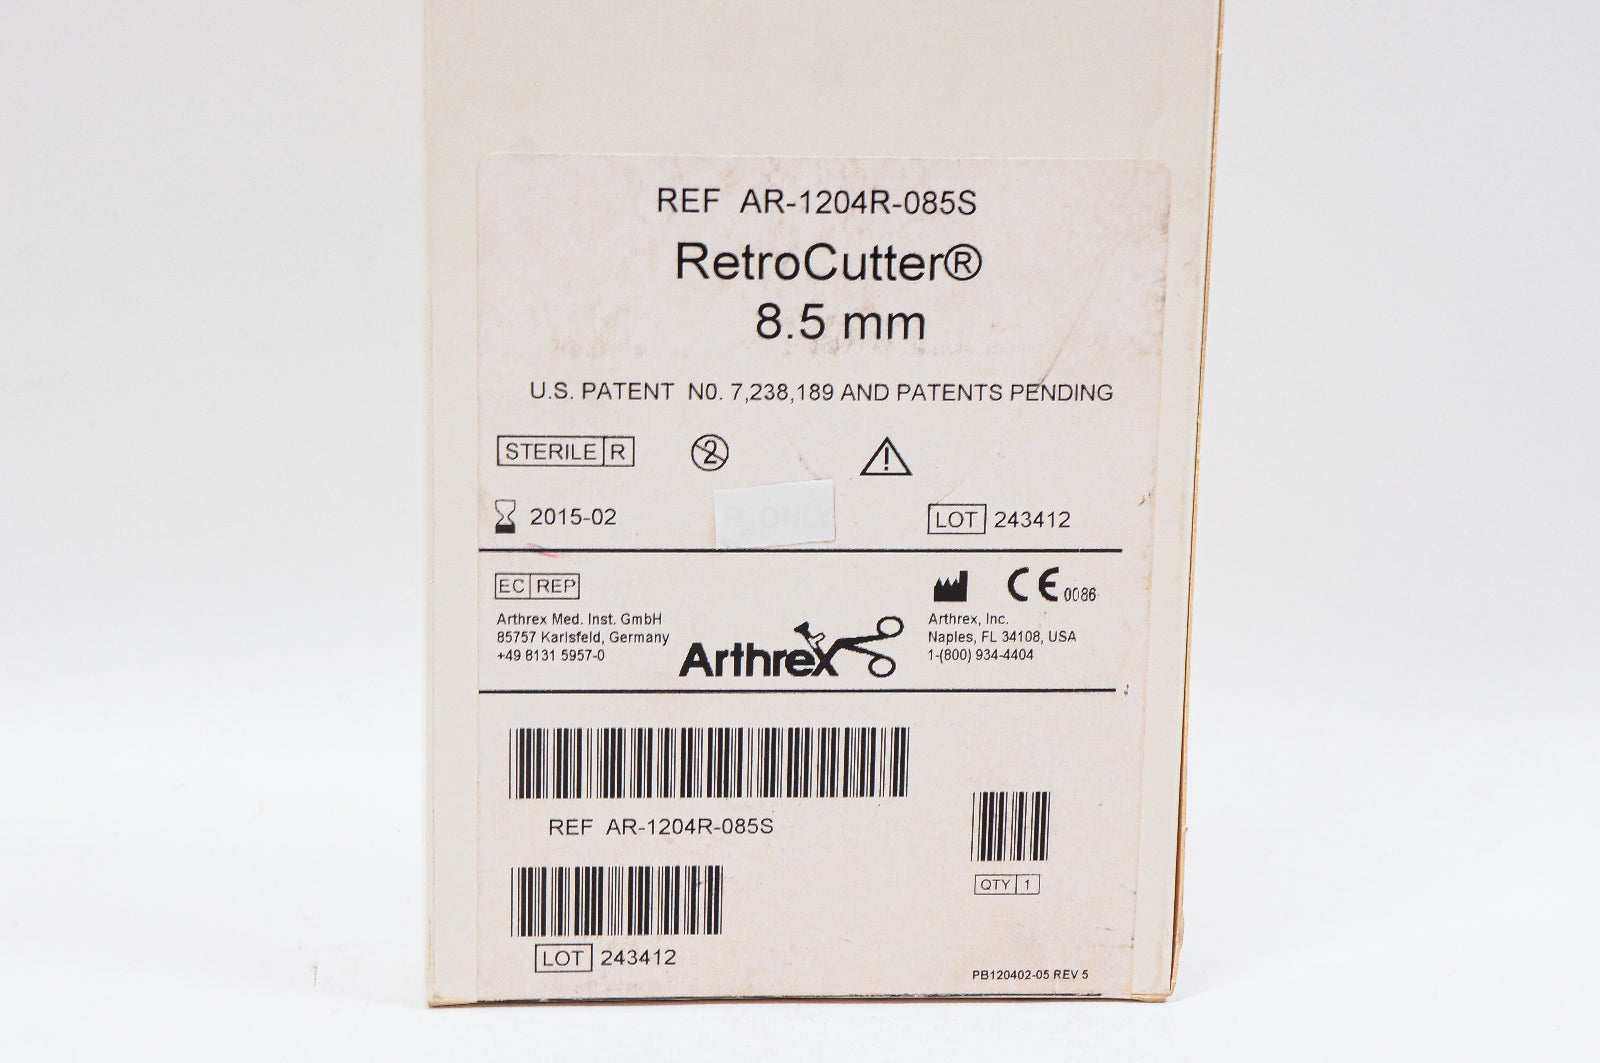 REF AR-1204R-085S
RetroCutter®
8.5 mm
U.S. PATENT N0. 7,238,189 AND PATENTS PENDING
STERILE R
2
2015-02
Rx ONLY
LOT 243412
EC REP
Arthrex Med. Inst. GmbH
85757 Karlsfeld, Germany
+49 8131 5957-0
Arthrex
CE 0086
Arthrex, Inc.
Naples, FL 34108, USA
1-(800) 934-4404
REF AR-1204R-085S
QTY 1
LOT 243412
PB120402-05 REV 5